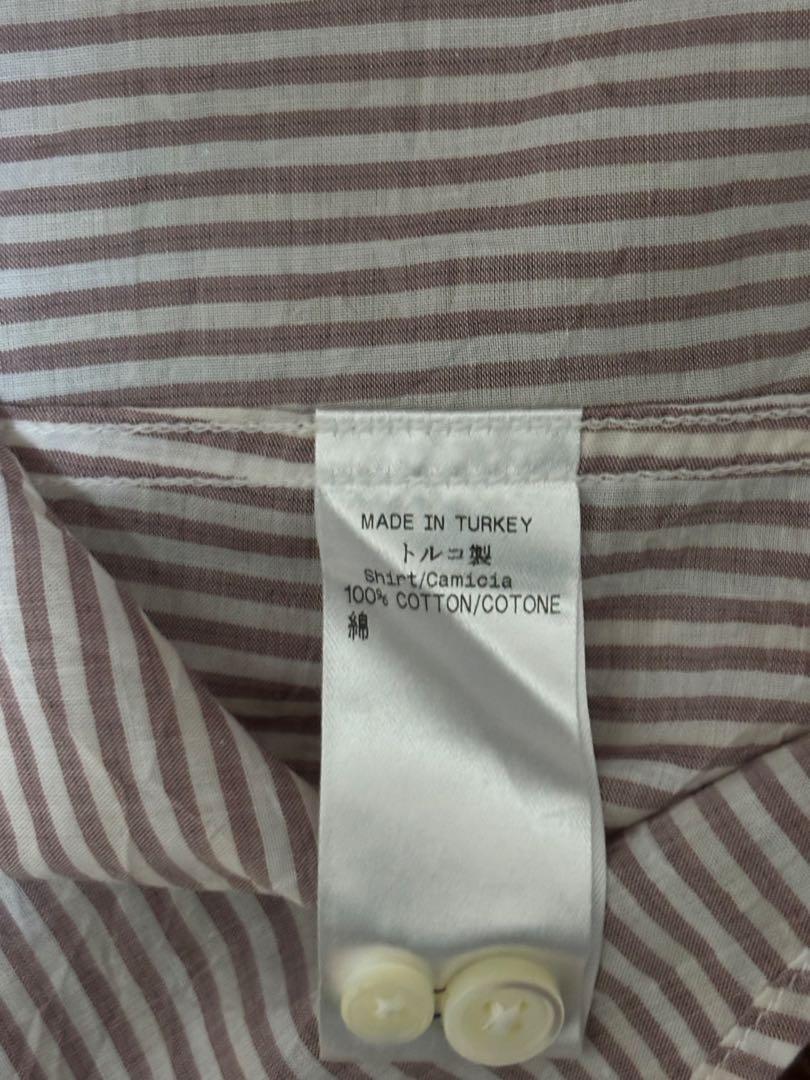 MADE IN TURKEY
トルコ製
Shirt/Camicia
100% COTTON/COTONE
綿